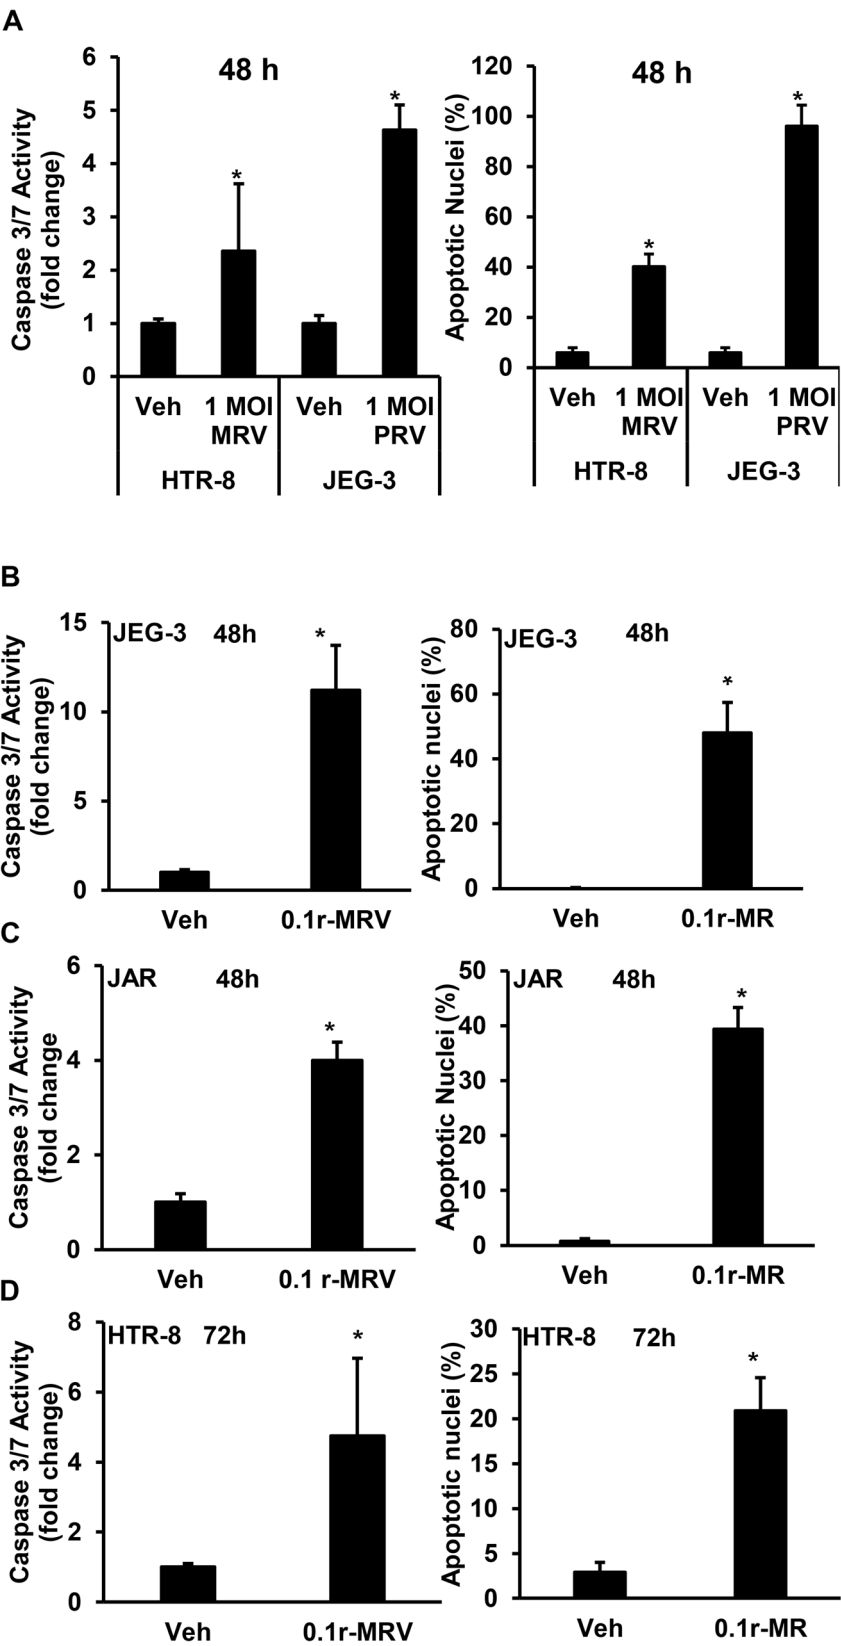 A
Caspase 3/7 Activity
(fold change)
6
5
4
3
2
1
0
48 h
*
*
Veh
1 MOI
MRV
Veh
1 MOI
PRV
HTR-8
JEG-3
Apoptotic Nuclei (%)
120
100
80
60
40
20
0
48 h
*
*
Veh
1 MOI
MRV
Veh
1 MOI
PRV
HTR-8
JEG-3
B
Caspase 3/7 Activity
(fold change)
15
10
5
0
JEG-3 48h
*
Veh
0.1r-MRV
Apoptotic nuclei (%)
80
60
40
20
0
JEG-3 48h
*
Veh
0.1r-MR
C
Caspase 3/7 Activity
(fold change
6
4
2
0
JAR 48h
*
Veh
0.1 r-MRV
Apoptotic Nuclei (%)
50
40
30
20
10
0
JAR 48h
*
Veh
0.1r-MR
D
Caspase 3/7 Activity
(fold change)
8
6
4
2
0
HTR-8 72h
*
Veh
0.1r-MRV
Apoptotic nuclei (%)
30
25
20
15
10
5
0
HTR-8 72h
*
Veh
0.1r-MR